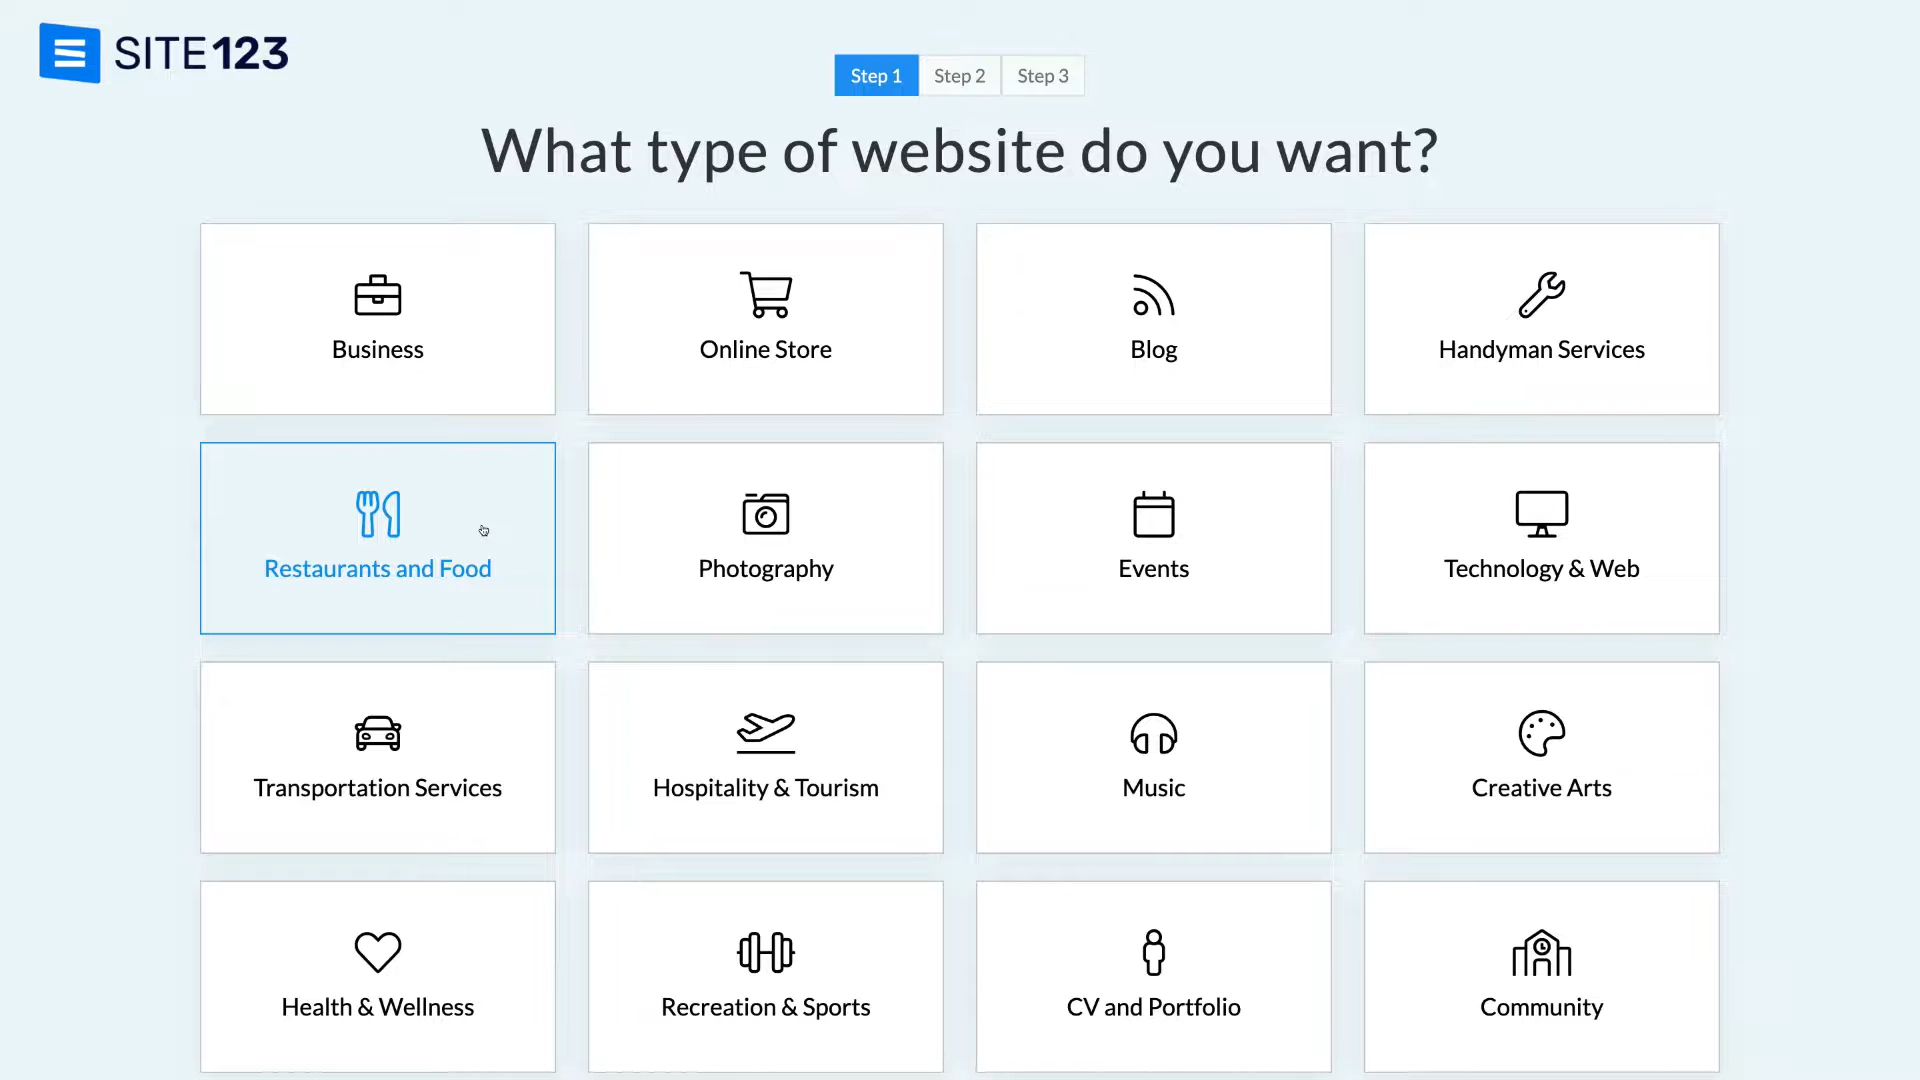 SITE123
Step 1
Step 2
Step 3
What type of website do you want?
Business
Online Store
Blog
Handyman Services
Restaurants and Food
Photography
Events
Technology & Web
Transportation Services
Hospitality & Tourism
Music
Creative Arts
Health & Wellness
Recreation & Sports
CV and Portfolio
Community